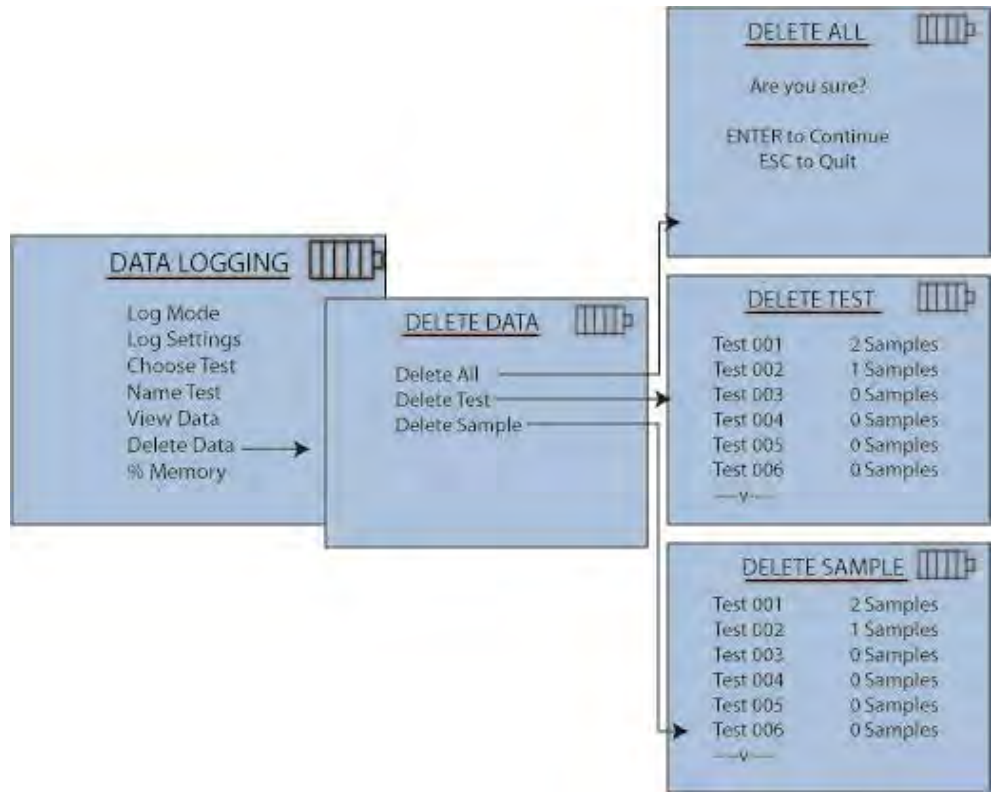 DATA LOGGING
Log Mode
Log Settings
Choose Test
Name Test
View Data
Delete Data
% Memory
DELETE DATA
Delete All
Delete Test
Delete Sample
DELETE ALL
Are you sure?
ENTER to Continue
ESC to Quit
DELETE TEST
Test 001 2 Samples
Test 002 1 Samples
Test 003 0 Samples
Test 004 0 Samples
Test 005 0 Samples
Test 006 0 Samples
----v----
DELETE SAMPLE
Test 001 2 Samples
Test 002 1 Samples
Test 003 0 Samples
Test 004 0 Samples
Test 005 0 Samples
Test 006 0 Samples
----v----